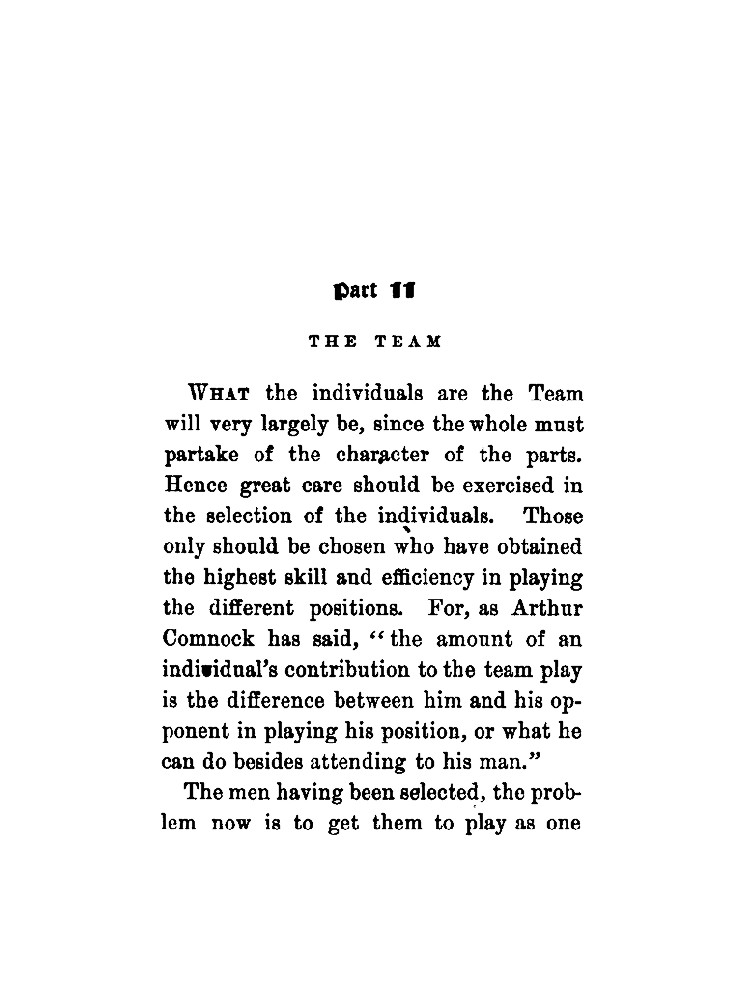 Part II
THE TEAM
WHAT the individuals are the Team
will very largely be, since the whole must
partake of the character of the parts.
Hence great care should be exercised in
the selection of the individuals. Those
only should be chosen who have obtained
the highest skill and efficiency in playing
the different positions. For, as Arthur
Comnock has said, “the amount of an
individual's contribution to the team play
is the difference between him and his op-
ponent in playing his position, or what he
can do besides attending to his man.”
The men having been selected, the prob-
lem now is to get them to play as one